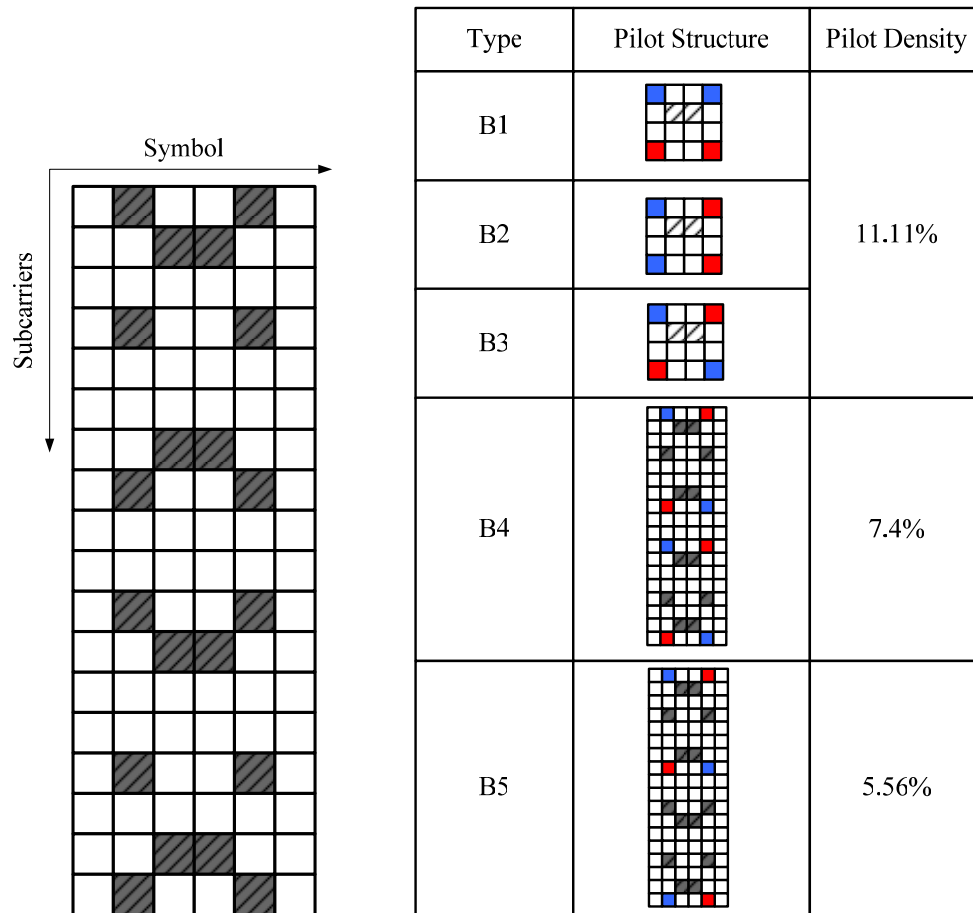 Symbol
Subcarriers
Type Pilot Structure Pilot Density
B1
B2
B3
11.11%
B4
7.4%
B5
5.56%